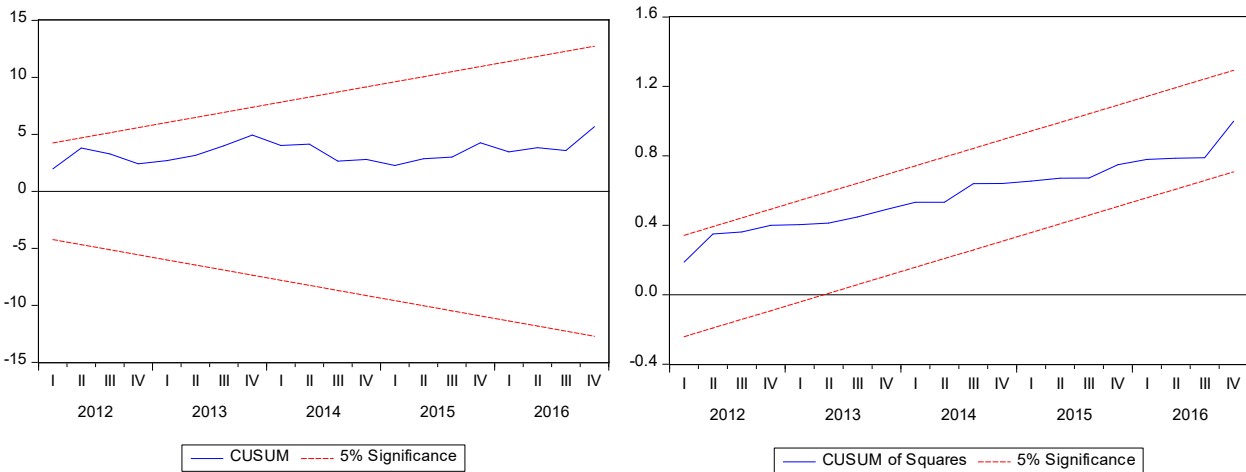 15
10
5
0
-5
-10
-15
I II III IV I II III IV I II III IV I II III IV I II III IV
2012 2013 2014 2015 2016
CUSUM 5% Significance
1.6
1.2
0.8
0.4
0.0
-0.4
I II III IV I II III IV I II III IV I II III IV I II III IV
2012 2013 2014 2015 2016
CUSUM of Squares 5% Significance